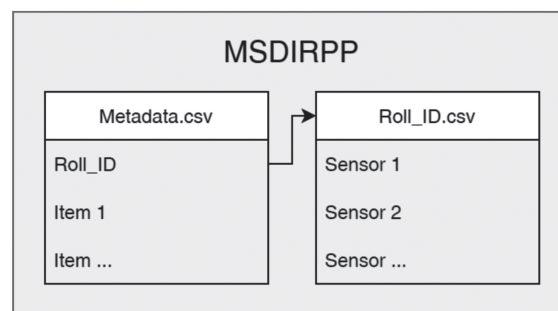 MSDIRPP
Metadata.csv
Roll_ID
Item 1
Item ...
Roll_ID.csv
Sensor 1
Sensor 2
Sensor ...